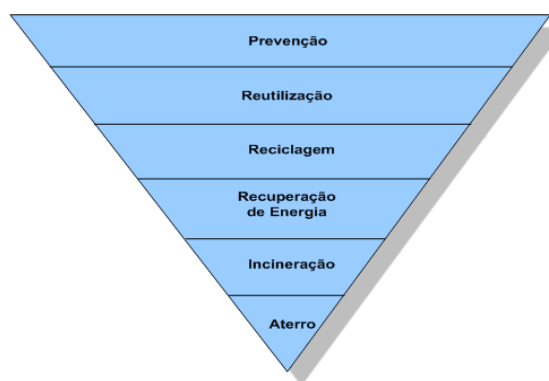 Prevenção
Reutilização
Reciclagem
Recuperação
de Energia
Incineração
Aterro